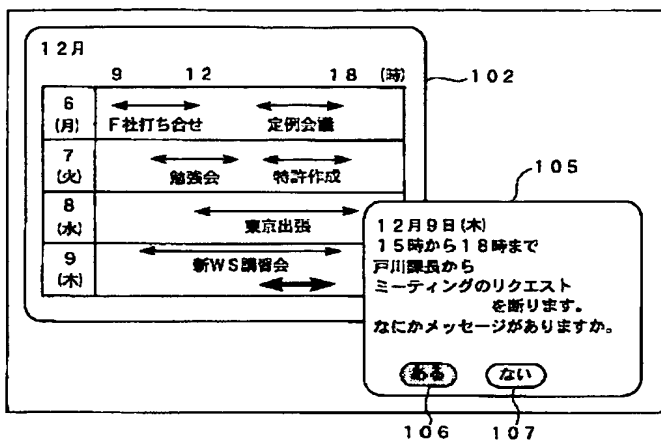 12月
9 12 18 (時)
6
(月)
F社打ち合せ 定例会議
7
(火)
勉強会 特許作成
8
(水)
東京出張
9
(木)
新WS講習会
102
105
12月9日(木)
15時から18時まで
戸川課長から
ミーティングのリクエスト
を断ります。
なにかメッセージがありますか。
ある ない
106 107